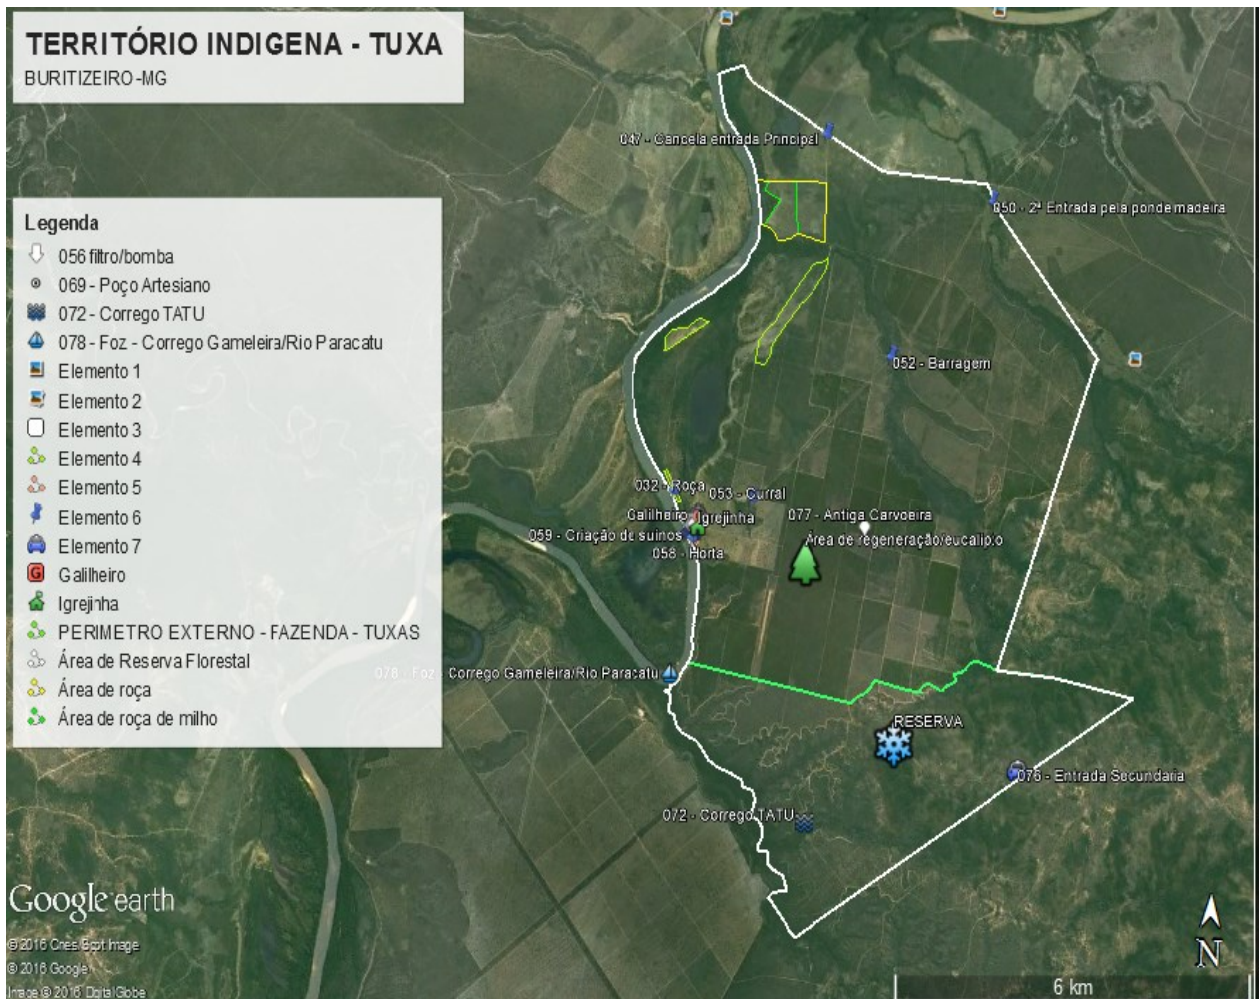 TERRITÓRIO INDIGENA - TUXA
BURITIZEIRO-MG
Legenda
056 filtro/bomba
069 - Poço Artesiano
072 - Corrego TATU
078 - Foz - Corrego Gameleira/Rio Paracatu
Elemento 1
Elemento 2
Elemento 3
Elemento 4
Elemento 5
Elemento 6
Elemento 7
G Galilheiro
Igrejinha
PERIMETRO EXTERNO - FAZENDA - TUXAS
Área de Reserva Florestal
Área de roça
Área de roça de milho
047 - Cancela entrada Principal
050 - 2ª Entrada pela ponde madeira
052 - Barragem
032 - Roça
053 - Curral
Galilheiro
Igrejinha
077 - Antiga Carvoeira
059 - Criação de suinos
Área de regeneração/eucalipto
058 - Horta
078 - Foz - Corrego Gameleira/Rio Paracatu
RESERVA
076 - Entrada Secundaria
072 - Corrego TATU
Google earth
© 2016 Cnes/Spot Image
© 2016 Google
Image © 2016 DigitalGlobe
N
6 km